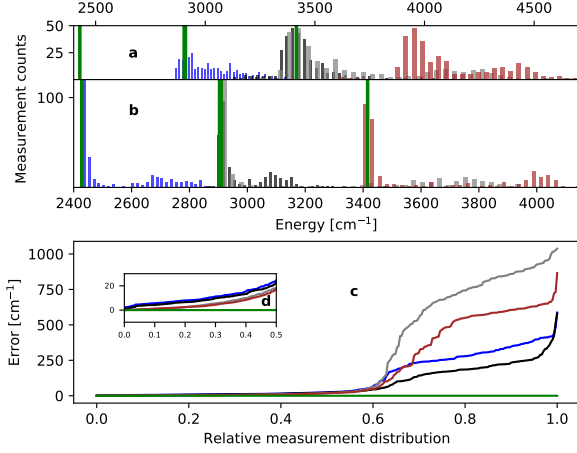 2500 3000 3500 4000 4500
50
25
a
Measurement counts
100
b
2400 2600 2800 3000 3200 3400 3600 3800 4000
Energy [cm⁻¹]
1000
750
500
250
0
Error [cm⁻¹]
c
20
0
d
0.0 0.1 0.2 0.3 0.4 0.5
0.0 0.2 0.4 0.6 0.8 1.0
Relative measurement distribution